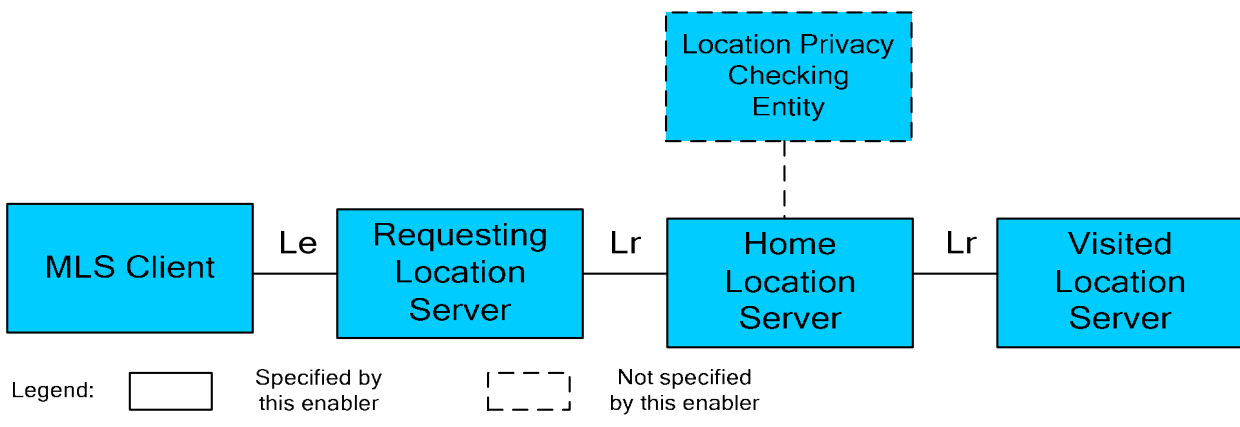 Location Privacy
Checking
Entity
MLS Client
Le
Requesting
Location
Server
Lr
Home
Location
Server
Lr
Visited
Location
Server
Legend:
Specified by
this enabler
Not specified
by this enabler